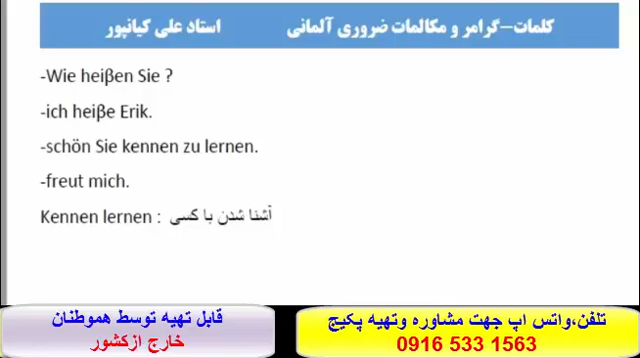 کلمات-گرامر و مکالمات ضروری آلمانی استاد علی کیانپور
-Wie heiβen Sie ?
-ich heiβe Erik.
-schön Sie kennen zu lernen.
-freut mich.
Kennen lernen : آشنا شدن با کسی
تلفن،واتس اپ جهت مشاوره وتهیه پکیج
0916 533 1563
قابل تهیه توسط هموطنان
خارج ازکشور